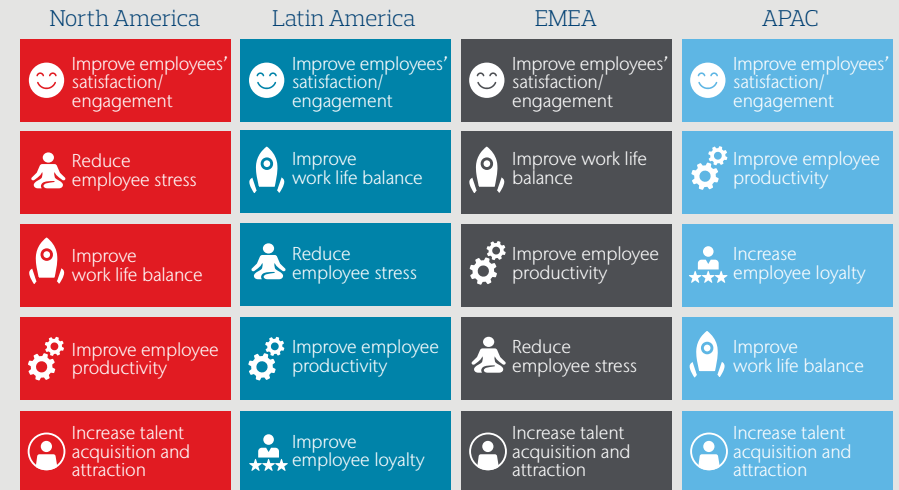 North America
Improve employees’
satisfaction/
engagement
Reduce
employee stress
Improve
work life balance
Improve employee
productivity
Increase talent
acquisition and
attraction
Latin America
Improve employees’
satisfaction/
engagement
Improve
work life balance
Reduce
employee stress
Improve employee
productivity
Improve
employee loyalty
EMEA
Improve employees’
satisfaction/
engagement
Improve work life
balance
Improve employee
productivity
Reduce
employee stress
Increase talent
acquisition and
attraction
APAC
Improve employees’
satisfaction/
engagement
Improve employee
productivity
Increase
employee loyalty
Improve
work life balance
Increase talent
acquisition and
attraction